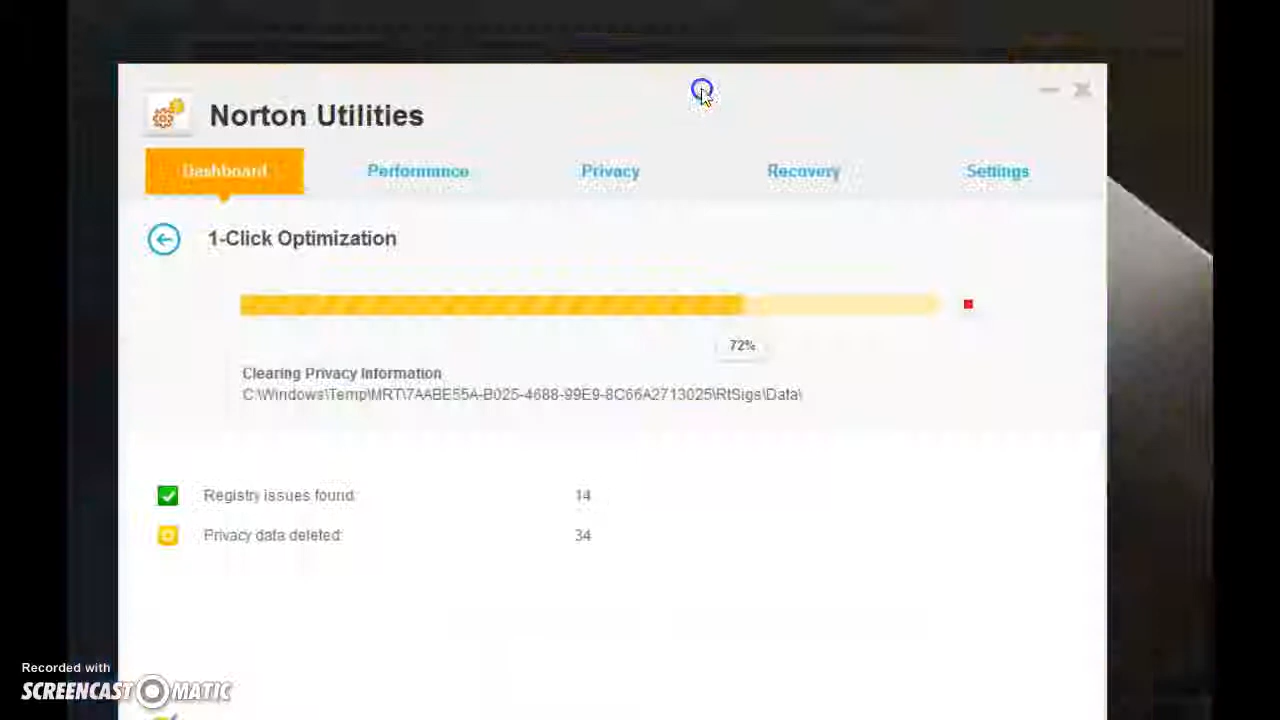 Norton Utilities
Dashboard Performance Privacy Recovery Settings
1-Click Optimization
72%
Clearing Privacy Information
C:\Windows\Temp\MRT\7AABE55A-B025-4688-99E9-8C66A2713025\RtSigs\Data\
Registry issues found: 14
Privacy data deleted: 34
Recorded with
SCREENCAST-O-MATIC